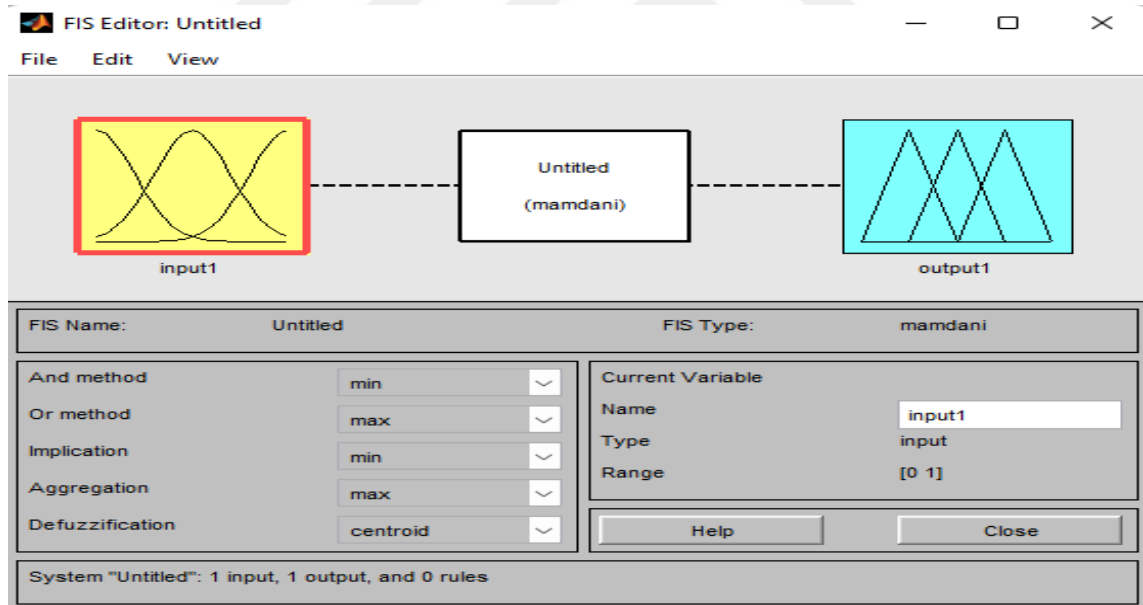 FIS Editor: Untitled
File Edit View
Untitled
(mamdani)
input1
output1
FIS Name: Untitled FIS Type: mamdani
And method min
Or method max
Implication min
Aggregation max
Defuzzification centroid
Current Variable
Name input1
Type input
Range [0 1]
Help Close
System "Untitled": 1 input, 1 output, and 0 rules